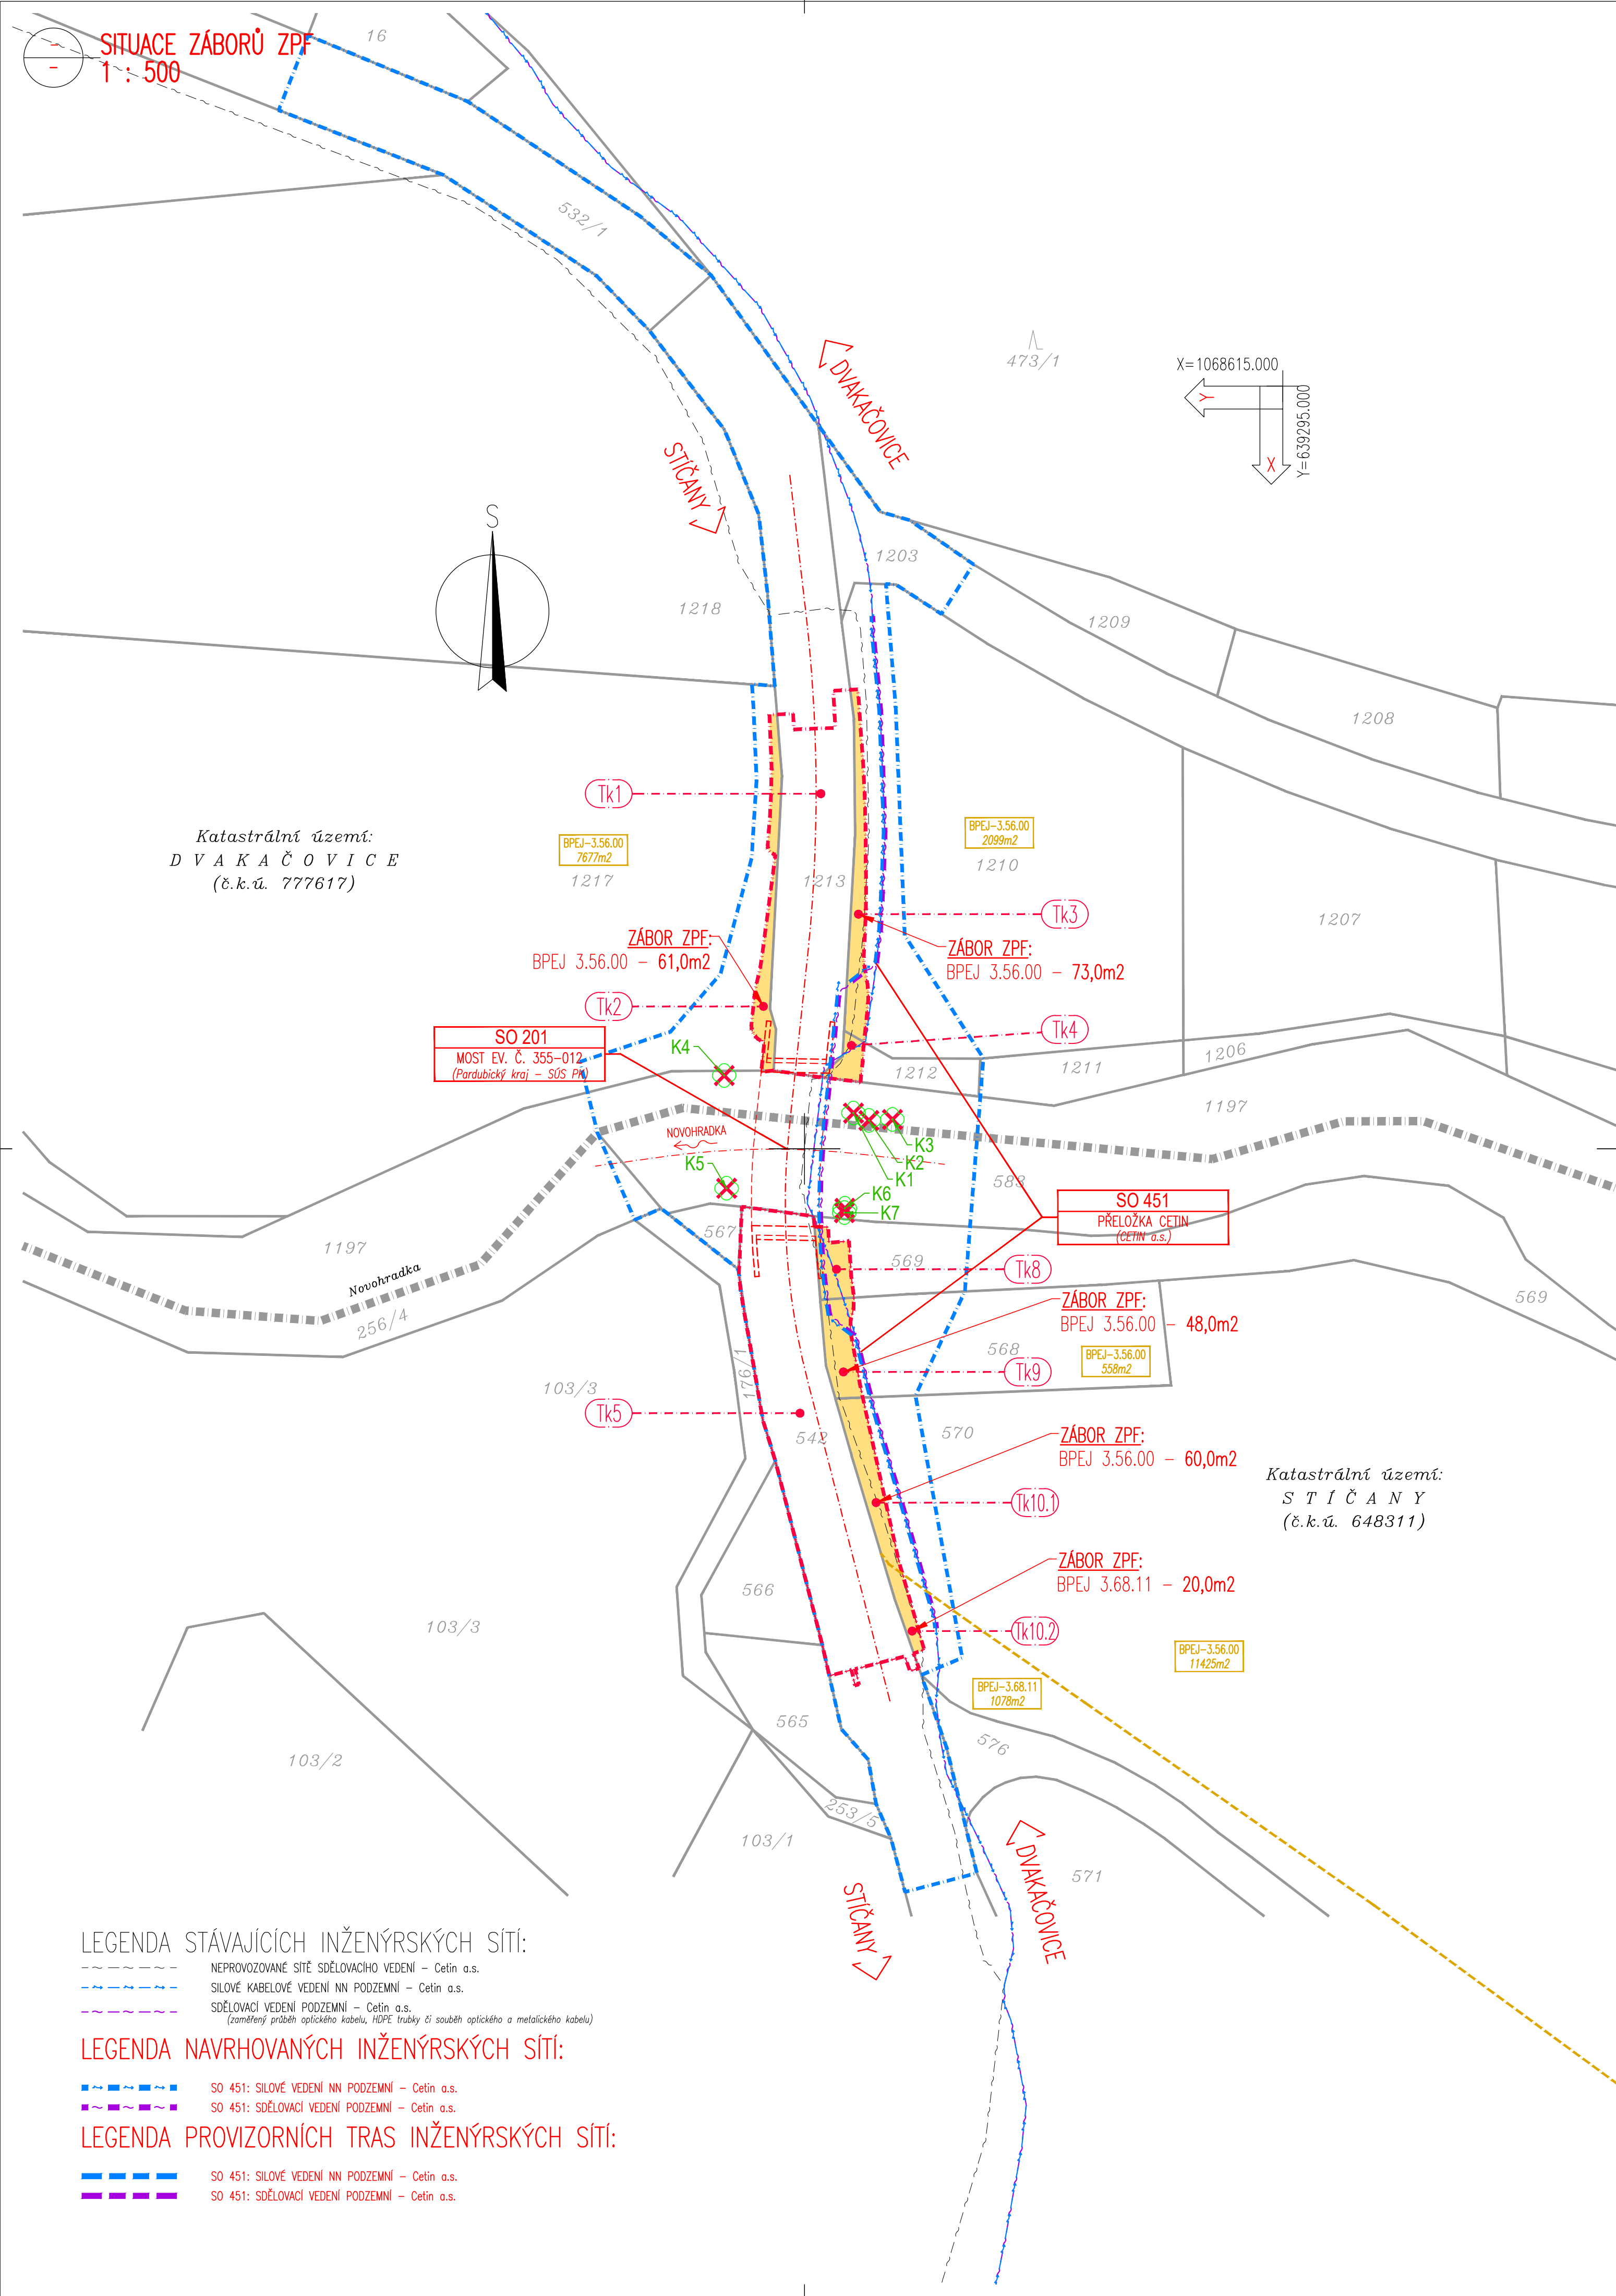 SITUACE ZÁBORŮ ZPF
1 : 500
–
–
16
532/1
473/1
X=1068615.000
Y=639295.000
Y
X
DVAKAČOVICE
STÍČANY
S
1203
1218
1209
1208
Tk1
Katastrální území:
D V A K A Č O V I C E
(č.k.ú. 777617)
BPEJ-3.56.00
7677m2
1217
1213
BPEJ-3.56.00
2099m2
1210
1207
Tk3
ZÁBOR ZPF:
BPEJ 3.56.00 – 61,0m2
ZÁBOR ZPF:
BPEJ 3.56.00 – 73,0m2
Tk2
Tk4
SO 201
MOST EV. Č. 355-012
(Pardubický kraj – SÚS PK)
K4
1212
1211
1206
1197
NOVOHRADKA
K3
K2
K1
K5
K6
K7
583
SO 451
PŘELOŽKA CETIN
(CETIN a.s.)
567
569
Tk8
1197
Novohradka
256/4
569
ZÁBOR ZPF:
BPEJ 3.56.00 – 48,0m2
568
BPEJ-3.56.00
558m2
Tk9
103/3
176/1
Tk5
542
570
ZÁBOR ZPF:
BPEJ 3.56.00 – 60,0m2
Katastrální území:
S T Í Č A N Y
(č.k.ú. 648311)
Tk10.1
ZÁBOR ZPF:
BPEJ 3.68.11 – 20,0m2
566
103/3
Tk10.2
BPEJ-3.56.00
11425m2
BPEJ-3.68.11
1078m2
565
576
103/2
253/5
103/1
571
DVAKAČOVICE
STÍČANY
LEGENDA STÁVAJÍCÍCH INŽENÝRSKÝCH SÍTÍ:
NEPROVOZOVANÉ SÍTĚ SDĚLOVACÍHO VEDENÍ – Cetin a.s.
SILOVÉ KABELOVÉ VEDENÍ NN PODZEMNÍ – Cetin a.s.
SDĚLOVACÍ VEDENÍ PODZEMNÍ – Cetin a.s.
(zaměřený průběh optického kabelu, HDPE trubky či souběh optického a metalického kabelu)
LEGENDA NAVRHOVANÝCH INŽENÝRSKÝCH SÍTÍ:
SO 451: SILOVÉ VEDENÍ NN PODZEMNÍ – Cetin a.s.
SO 451: SDĚLOVACÍ VEDENÍ PODZEMNÍ – Cetin a.s.
LEGENDA PROVIZORNÍCH TRAS INŽENÝRSKÝCH SÍTÍ:
SO 451: SILOVÉ VEDENÍ NN PODZEMNÍ – Cetin a.s.
SO 451: SDĚLOVACÍ VEDENÍ PODZEMNÍ – Cetin a.s.